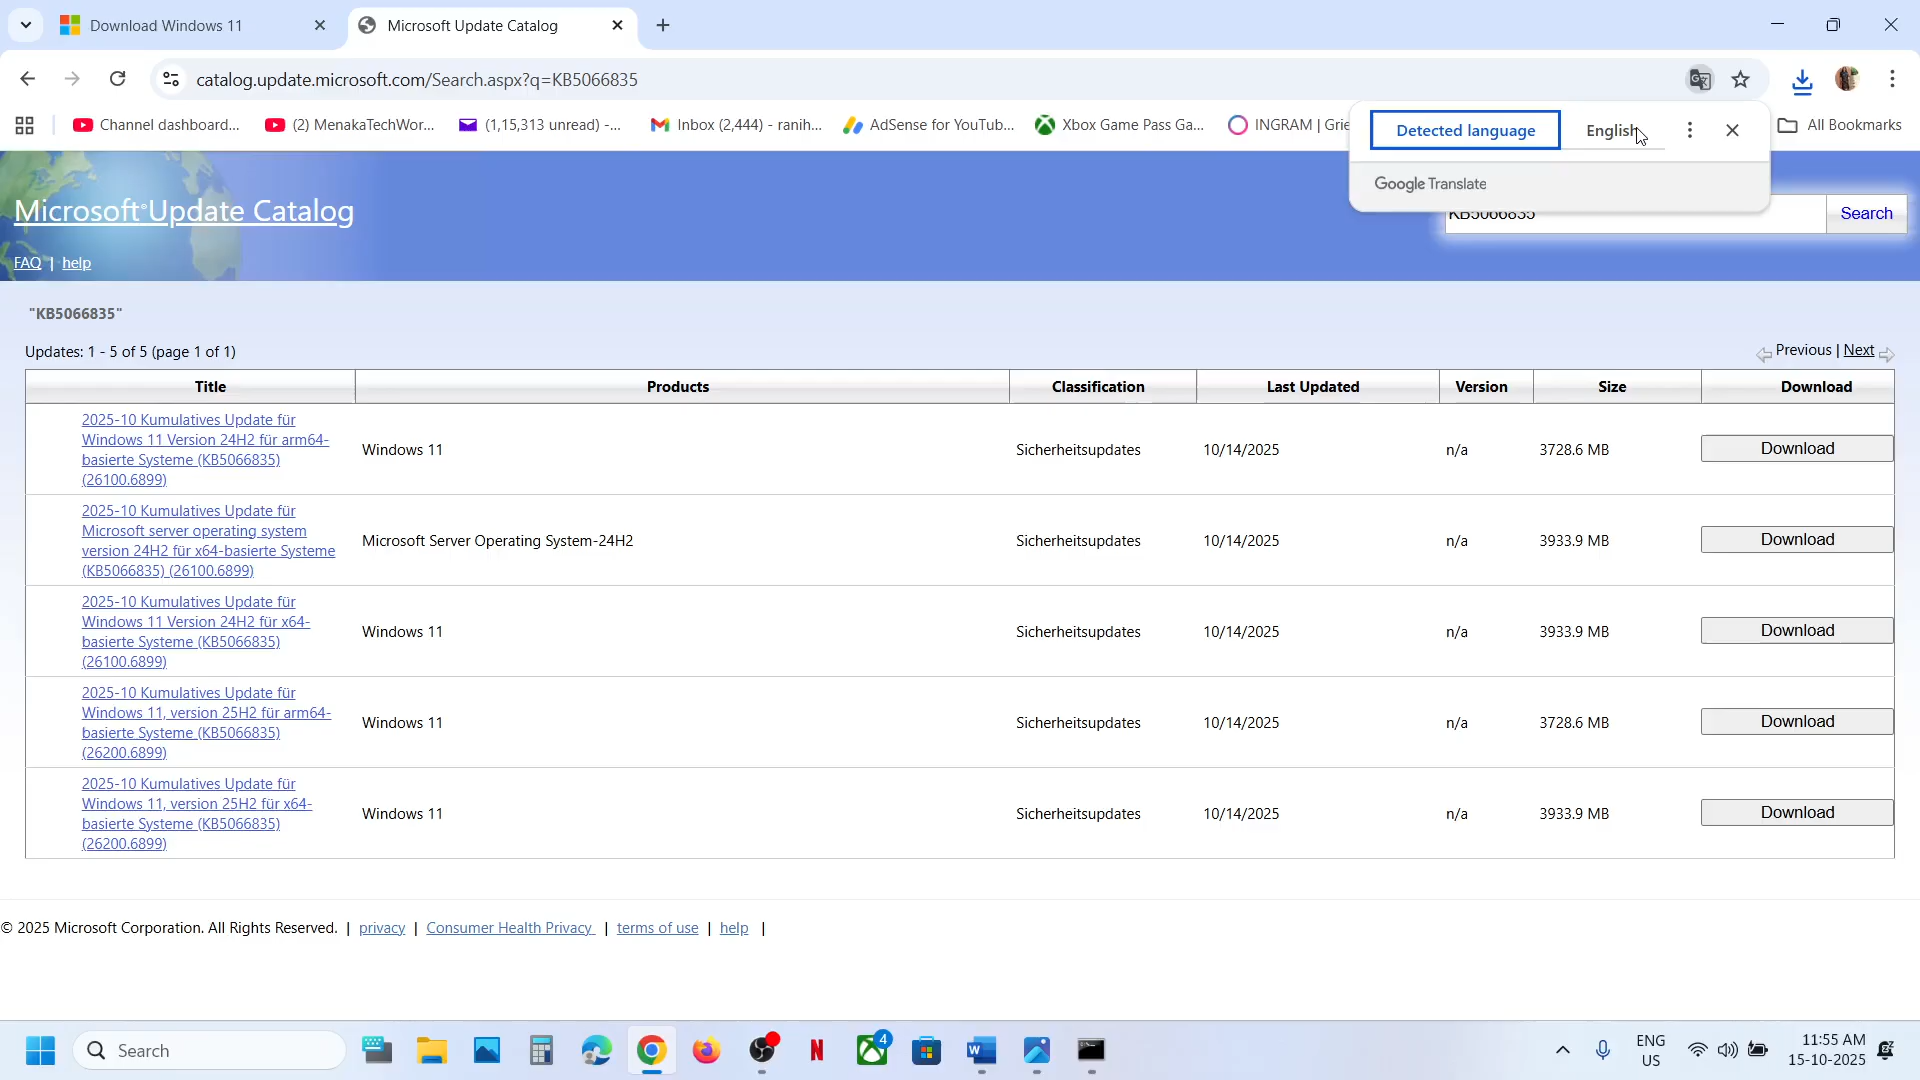 Download Windows 11
Microsoft Update Catalog
catalog.update.microsoft.com/Search.aspx?q=KB5066835
Channel dashboard...
(2) MenakaTechWor...
(1,15,313 unread) -...
Inbox (2,444) - ranih...
AdSense for YouTub...
Xbox Game Pass Ga...
INGRAM | Grie
All Bookmarks
Detected language
English
Google Translate
Microsoft® Update Catalog
KB5066835
Search
FAQ | help
"KB5066835"
Updates: 1 - 5 of 5 (page 1 of 1)
Previous | Next
Title Products Classification Last Updated Version Size Download
2025-10 Kumulatives Update für
Windows 11 Version 24H2 für arm64-
basierte Systeme (KB5066835)
(26100.6899)
Windows 11 Sicherheitsupdates 10/14/2025 n/a 3728.6 MB Download
2025-10 Kumulatives Update für
Microsoft server operating system
version 24H2 für x64-basierte Systeme
(KB5066835) (26100.6899)
Microsoft Server Operating System-24H2 Sicherheitsupdates 10/14/2025 n/a 3933.9 MB Download
2025-10 Kumulatives Update für
Windows 11 Version 24H2 für x64-
basierte Systeme (KB5066835)
(26100.6899)
Windows 11 Sicherheitsupdates 10/14/2025 n/a 3933.9 MB Download
2025-10 Kumulatives Update für
Windows 11, version 25H2 für arm64-
basierte Systeme (KB5066835)
(26200.6899)
Windows 11 Sicherheitsupdates 10/14/2025 n/a 3728.6 MB Download
2025-10 Kumulatives Update für
Windows 11, version 25H2 für x64-
basierte Systeme (KB5066835)
(26200.6899)
Windows 11 Sicherheitsupdates 10/14/2025 n/a 3933.9 MB Download
© 2025 Microsoft Corporation. All Rights Reserved. | privacy | Consumer Health Privacy | terms of use | help |
Search
4
ENG
US
11:55 AM
15-10-2025